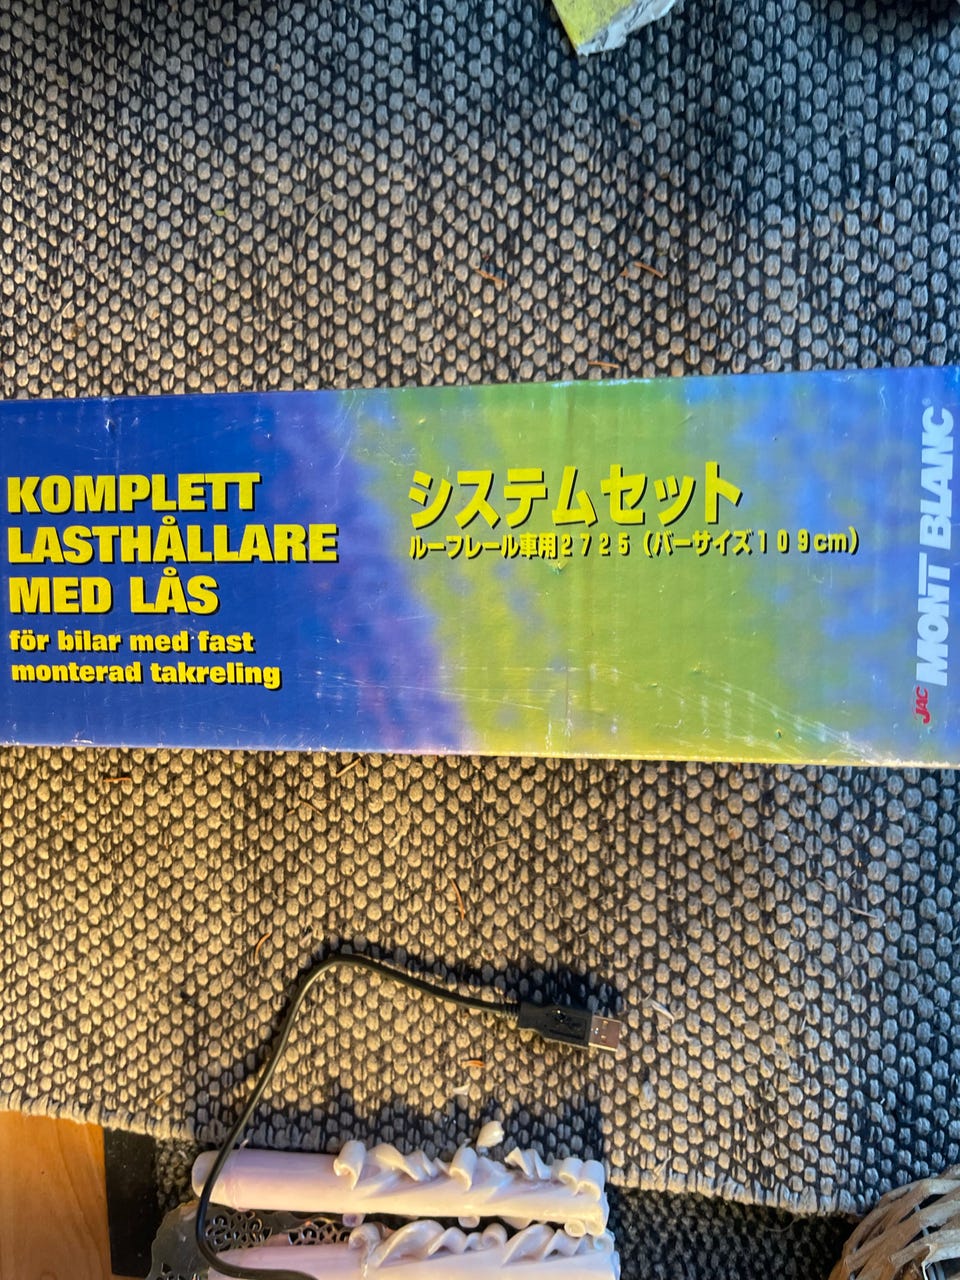 KOMPLETT
LASTHÅLLARE
MED LÅS
för bilar med fast
monterad takreling
システムセット
ルーフレール車用2725（バーサイズ109cm）
JAC MONT BLANC®